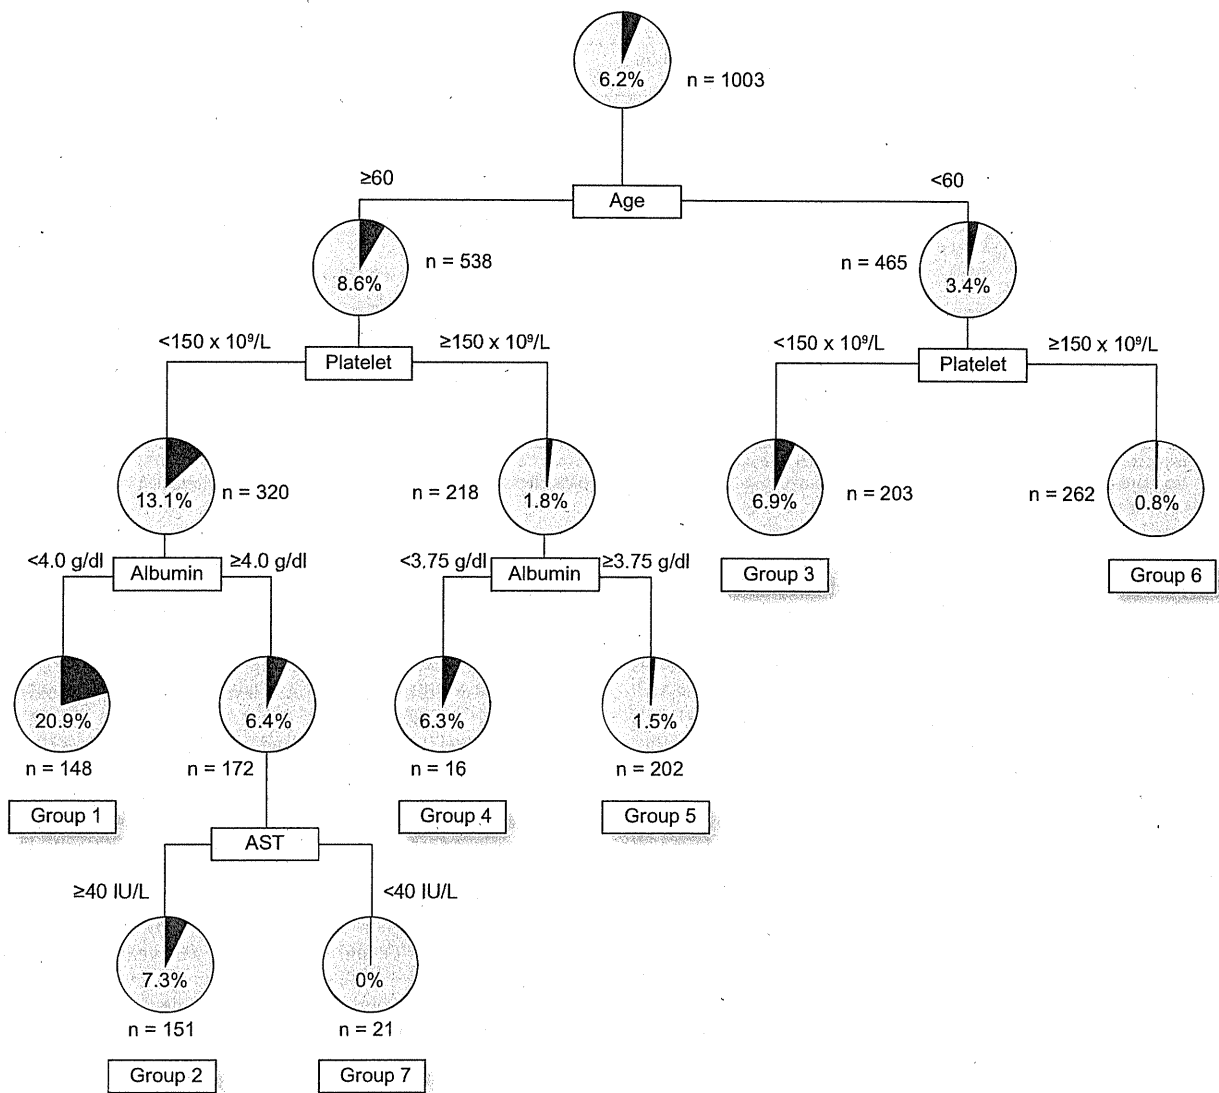 6.2%
n = 1003
≥60
Age
<60
8.6%
n = 538
n = 465
3.4%
<150 x 10⁹/L
Platelet
≥150 x 10⁹/L
<150 x 10⁹/L
Platelet
≥150 x 10⁹/L
13.1%
n = 320
n = 218
1.8%
6.9%
n = 203
n = 262
0.8%
<4.0 g/dl
Albumin
≥4.0 g/dl
<3.75 g/dl
Albumin
≥3.75 g/dl
Group 3
Group 6
20.9%
6.4%
6.3%
1.5%
n = 148
n = 172
n = 16
n = 202
Group 1
Group 4
Group 5
AST
≥40 IU/L
<40 IU/L
7.3%
0%
n = 151
n = 21
Group 2
Group 7